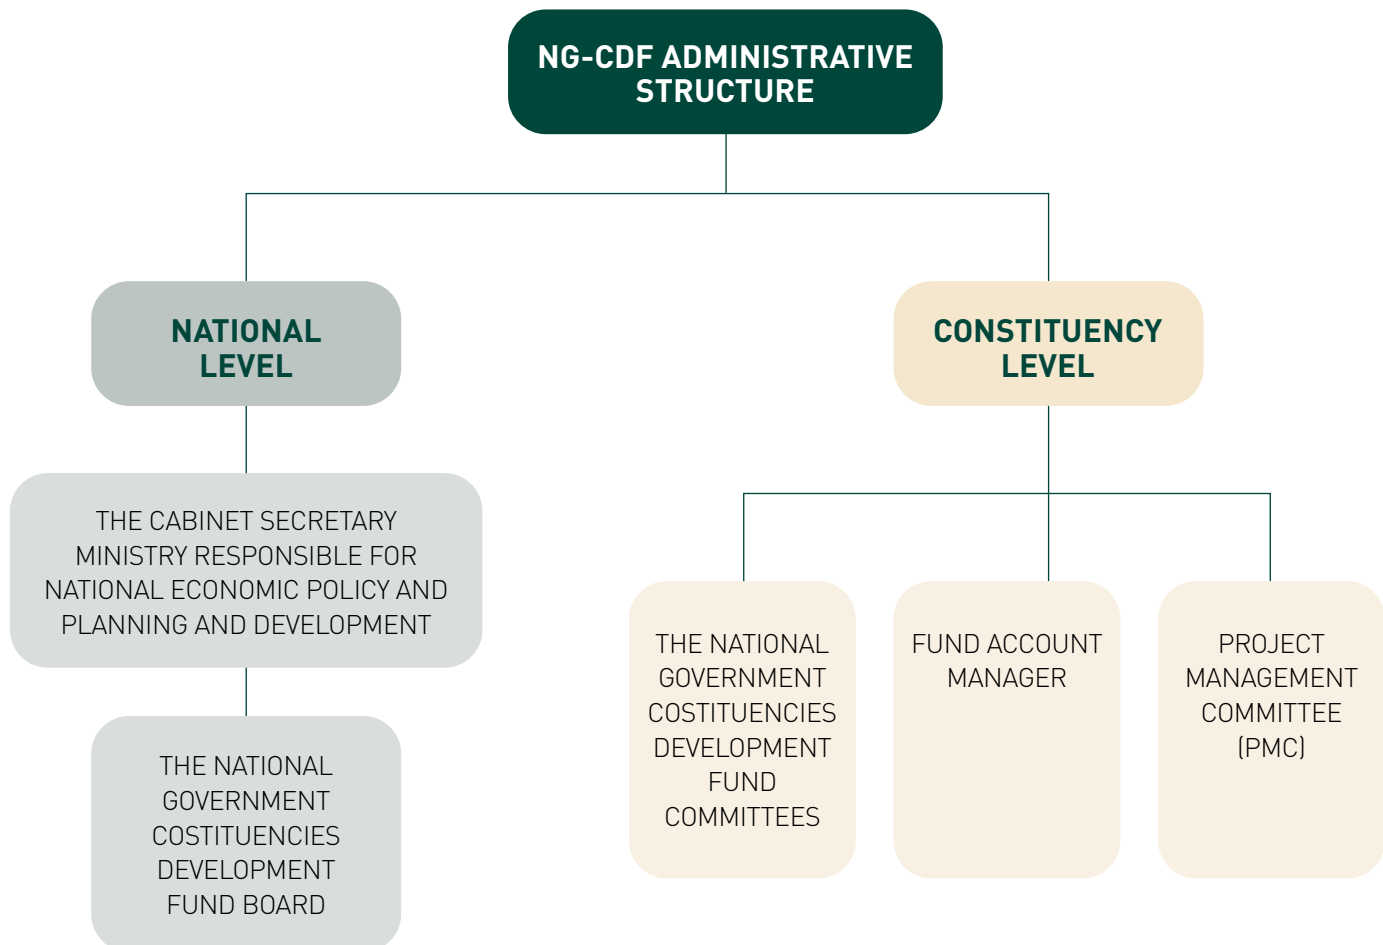 NG-CDF ADMINISTRATIVE
STRUCTURE
NATIONAL
LEVEL
CONSTITUENCY
LEVEL
THE CABINET SECRETARY
MINISTRY RESPONSIBLE FOR
NATIONAL ECONOMIC POLICY AND
PLANNING AND DEVELOPMENT
THE NATIONAL
GOVERNMENT
COSTITUENCIES
DEVELOPMENT
FUND BOARD
THE NATIONAL
GOVERNMENT
COSTITUENCIES
DEVELOPMENT
FUND
COMMITTEES
FUND ACCOUNT
MANAGER
PROJECT
MANAGEMENT
COMMITTEE
(PMC)